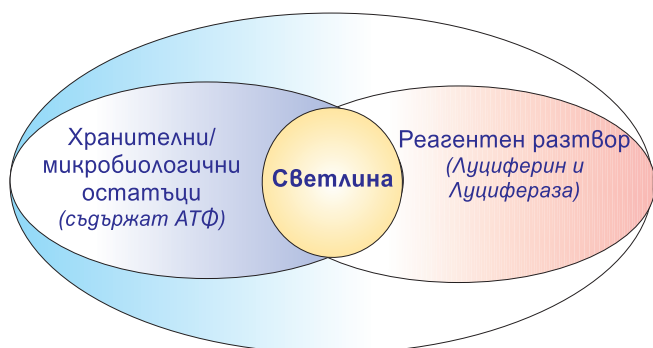 Хранителни/
микробиологични
остатъци
(съдържат АТФ)
Светлина
Реагентен разтвор
(Луциферин и
Луцифераза)